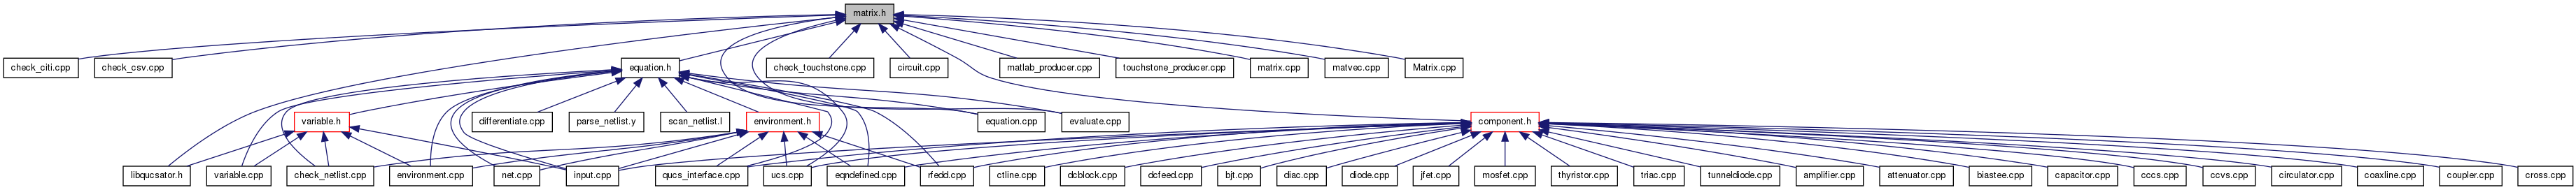 matrix.h
check_citi.cpp
check_csv.cpp
equation.h
check_touchstone.cpp
circuit.cpp
matlab_producer.cpp
touchstone_producer.cpp
matrix.cpp
matvec.cpp
Matrix.cpp
variable.h
differentiate.cpp
parse_netlist.y
scan_netlist.l
environment.h
equation.cpp
evaluate.cpp
component.h
libqucsator.h
variable.cpp
check_netlist.cpp
environment.cpp
net.cpp
input.cpp
qucs_interface.cpp
ucs.cpp
eqndefined.cpp
rfedd.cpp
ctline.cpp
dcblock.cpp
dcfeed.cpp
bjt.cpp
diac.cpp
diode.cpp
jfet.cpp
mosfet.cpp
thyristor.cpp
triac.cpp
tunneldiode.cpp
amplifier.cpp
attenuator.cpp
biastee.cpp
capacitor.cpp
cccs.cpp
ccvs.cpp
circulator.cpp
coaxline.cpp
coupler.cpp
cross.cpp